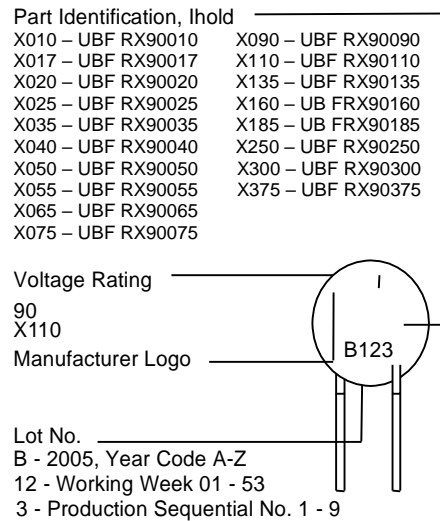 Part Identification, Ihold
X010 – UBF RX90010 X090 – UBF RX90090
X017 – UBF RX90017 X110 – UBF RX90110
X020 – UBF RX90020 X135 – UBF RX90135
X025 – UBF RX90025 X160 – UB FRX90160
X035 – UBF RX90035 X185 – UB FRX90185
X040 – UBF RX90040 X250 – UBF RX90250
X050 – UBF RX90050 X300 – UBF RX90300
X055 – UBF RX90055 X375 – UBF RX90375
X065 – UBF RX90065
X075 – UBF RX90075
Voltage Rating
90
X110
Manufacturer Logo
B123
Lot No.
B - 2005, Year Code A-Z
12 - Working Week 01 - 53
3 - Production Sequential No. 1 - 9